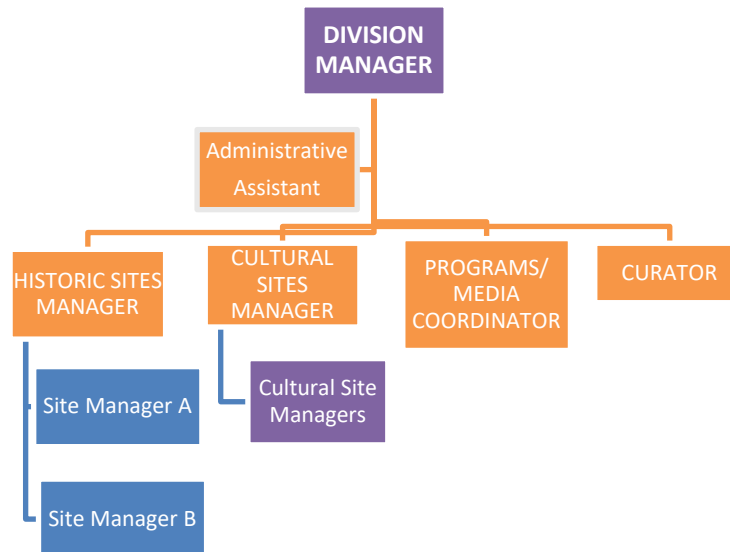 DIVISION
MANAGER
Administrative
Assistant
HISTORIC SITES
MANAGER
CULTURAL
SITES
MANAGER
PROGRAMS/
MEDIA
COORDINATOR
CURATOR
Site Manager A
Cultural Site
Managers
Site Manager B